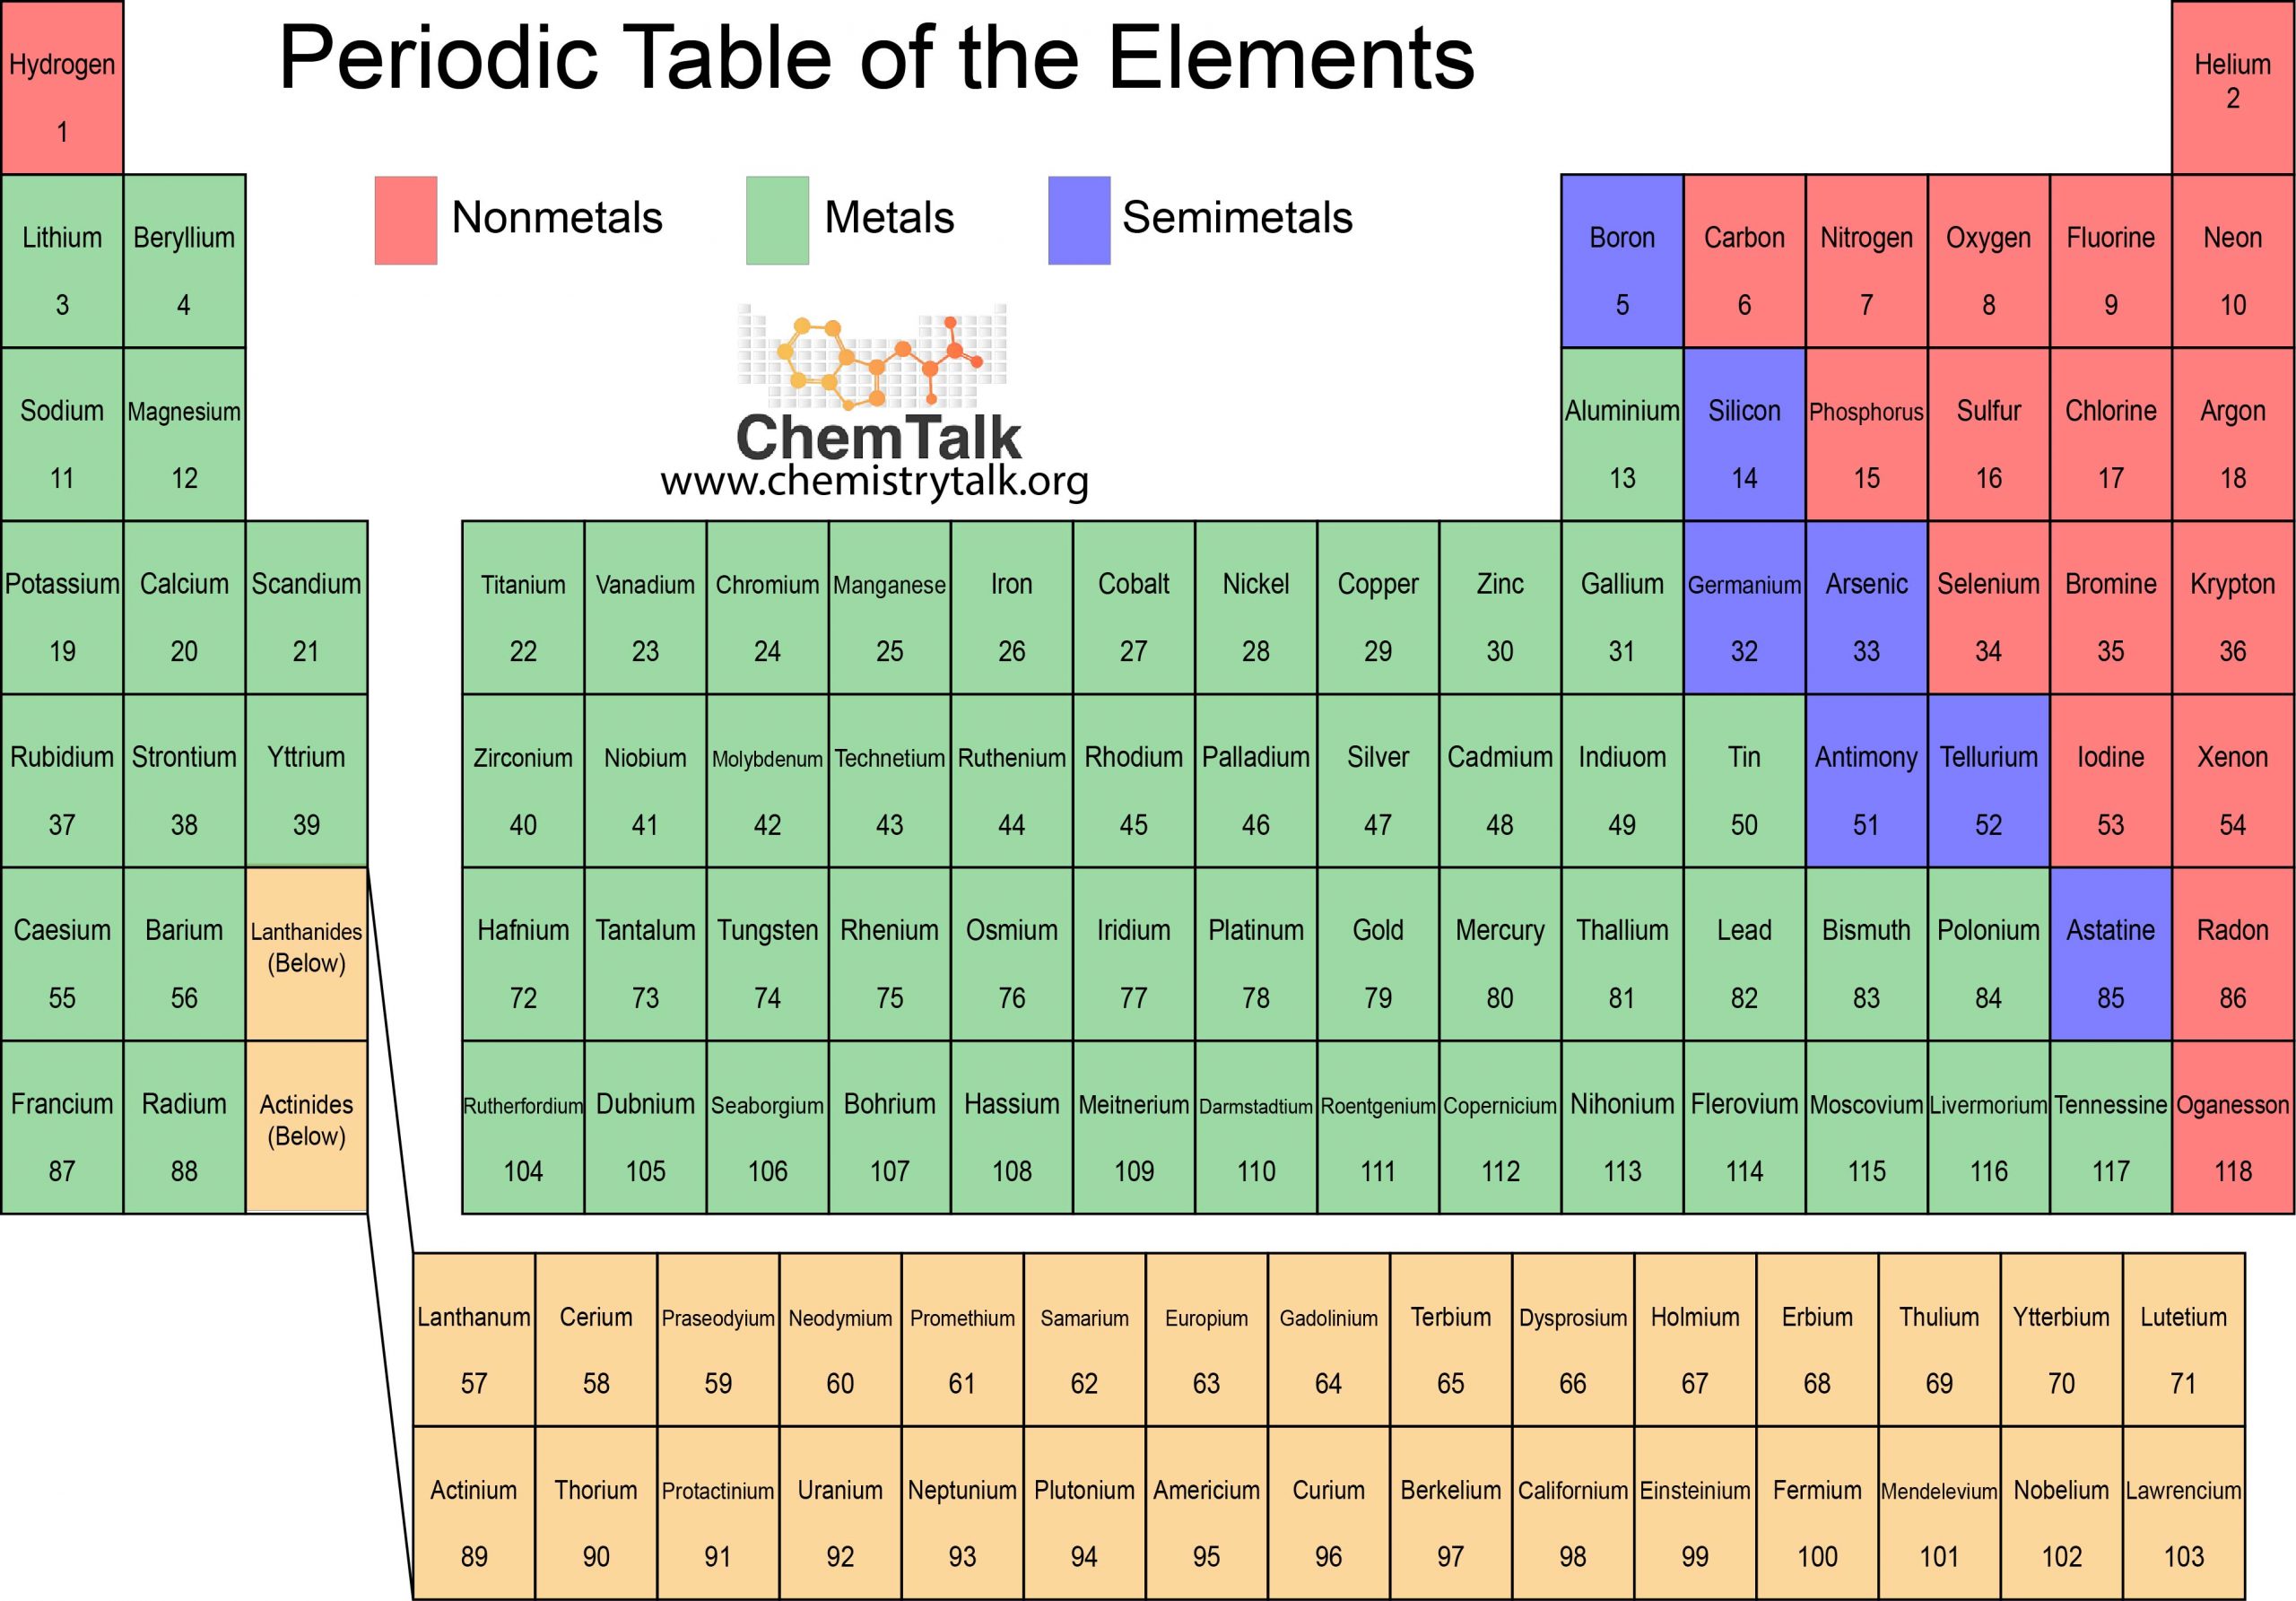 Periodic Table of the Elements
Hydrogen
1
Helium
2
Nonmetals Metals Semimetals
Lithium Beryllium Boron Carbon Nitrogen Oxygen Fluorine Neon
3 4 5 6 7 8 9 10
ChemTalk
www.chemistrytalk.org
Sodium Magnesium Aluminium Silicon Phosphorus Sulfur Chlorine Argon
11 12 13 14 15 16 17 18
Potassium Calcium Scandium Titanium Vanadium Chromium Manganese Iron Cobalt Nickel Copper Zinc Gallium Germanium Arsenic Selenium Bromine Krypton
19 20 21 22 23 24 25 26 27 28 29 30 31 32 33 34 35 36
Rubidium Strontium Yttrium Zirconium Niobium Molybdenum Technetium Ruthenium Rhodium Palladium Silver Cadmium Indiuom Tin Antimony Tellurium Iodine Xenon
37 38 39 40 41 42 43 44 45 46 47 48 49 50 51 52 53 54
Caesium Barium Lanthanides Hafnium Tantalum Tungsten Rhenium Osmium Iridium Platinum Gold Mercury Thallium Lead Bismuth Polonium Astatine Radon
(Below)
55 56 72 73 74 75 76 77 78 79 80 81 82 83 84 85 86
Francium Radium Actinides Rutherfordium Dubnium Seaborgium Bohrium Hassium Meitnerium Darmstadtium Roentgenium Copernicium Nihonium Flerovium Moscovium Livermorium Tennessine Oganesson
(Below)
87 88 104 105 106 107 108 109 110 111 112 113 114 115 116 117 118
Lanthanum Cerium Praseodyium Neodymium Promethium Samarium Europium Gadolinium Terbium Dysprosium Holmium Erbium Thulium Ytterbium Lutetium
57 58 59 60 61 62 63 64 65 66 67 68 69 70 71
Actinium Thorium Protactinium Uranium Neptunium Plutonium Americium Curium Berkelium Californium Einsteinium Fermium Mendelevium Nobelium Lawrencium
89 90 91 92 93 94 95 96 97 98 99 100 101 102 103